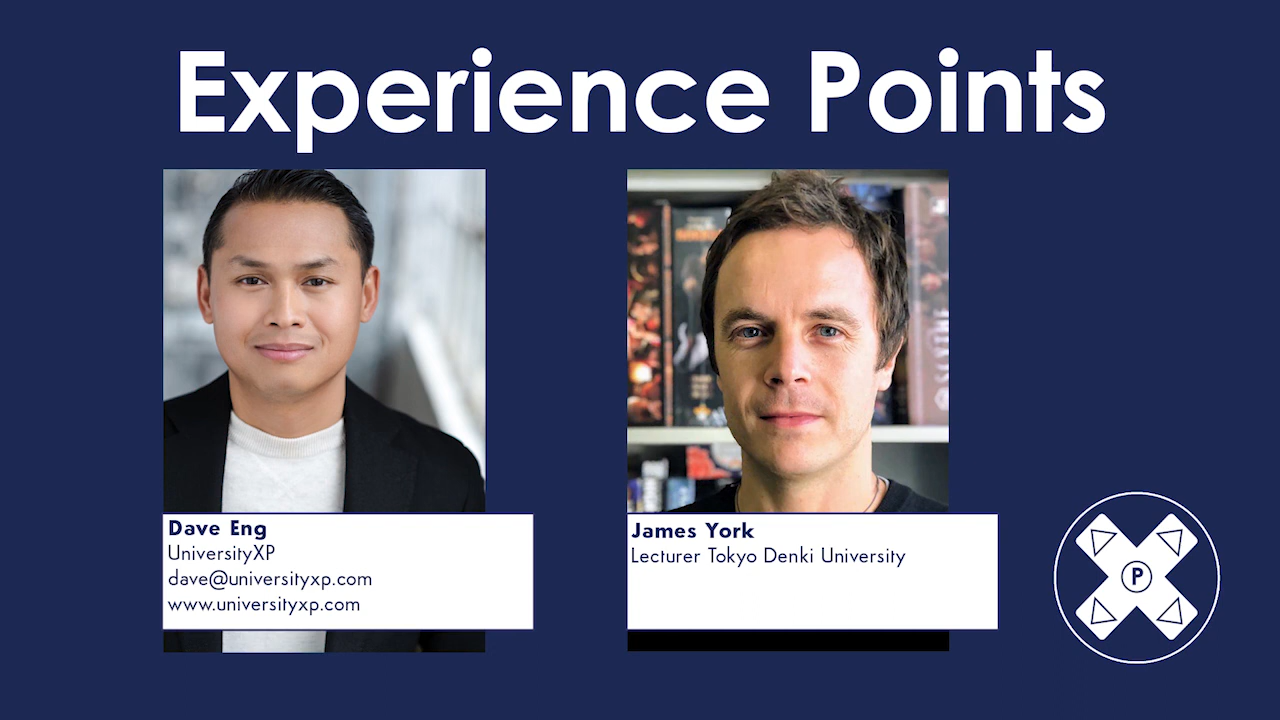 Experience Points
Dave Eng
UniversityXP
dave@universityxp.com
www.universityxp.com
James York
Lecturer Tokyo Denki University
P